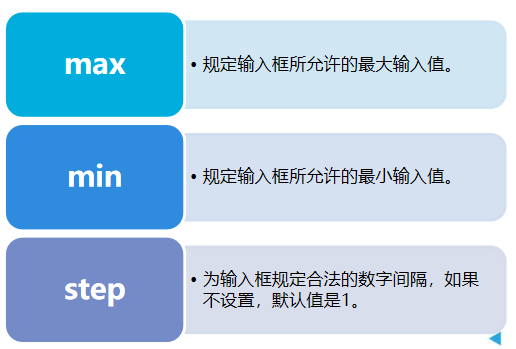 max
• 规定输入框所允许的最大输入值。
min
• 规定输入框所允许的最小输入值。
step
• 为输入框规定合法的数字间隔，如果
不设置，默认值是1。